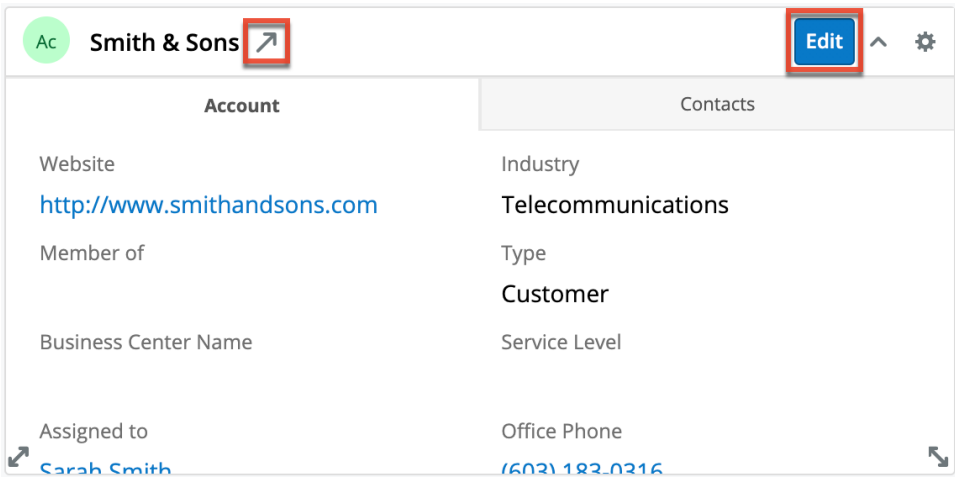 Ac Smith & Sons Edit
Account Contacts
Website Industry
http://www.smithandsons.com Telecommunications
Member of Type
Customer
Business Center Name Service Level
Assigned to Office Phone
Sarah Smith (603) 183-0316